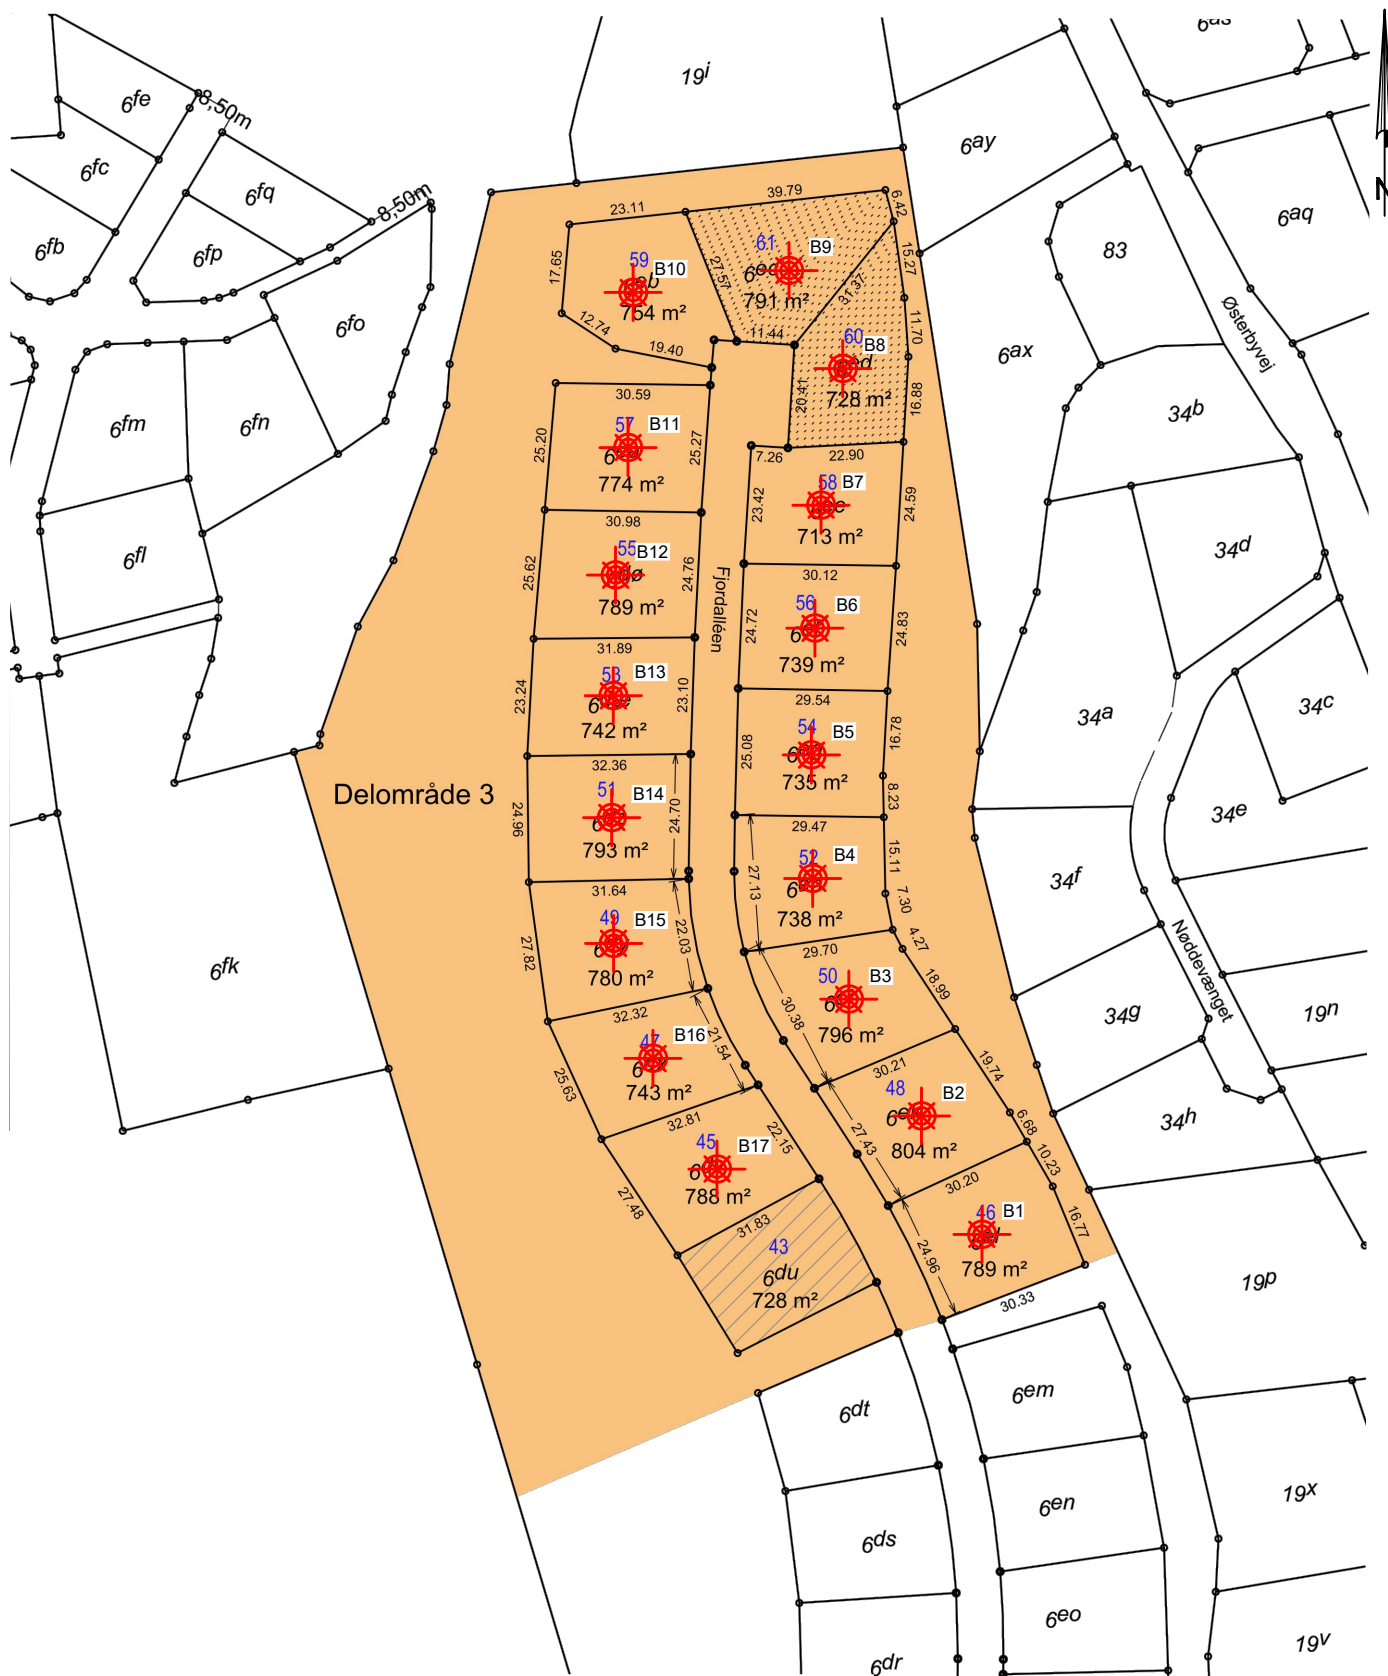 6as
19i
6fe
8,50m
6ay
6fc
6fq
8,50m
39.79
6.42
6aq
23.11
6fb
6fp
61
B9
83
15.27
59
B10
17.65
27.57
31.37
791 m²
754 m²
Østerbyvej
6fo
12.74
11.44
60
B8
11.70
6ax
19.40
30.59
20.41
728 m²
16.88
34b
6fm
6fn
57
B11
25.20
25.27
7.26
22.90
774 m²
58
B7
23.42
24.59
30.98
713 m²
55
B12
34d
6fl
25.62
24.76
30.12
789 m²
Fjordalléen
56
B6
24.72
24.83
31.89
739 m²
53
B13
23.24
23.10
29.54
34c
742 m²
34a
54
B5
16.78
25.08
32.36
735 m²
Delområde 3
51
B14
8.23
24.96
24.70
34e
29.47
793 m²
52
B4
15.11
31.64
27.13
34f
7.30
49
B15
738 m²
22.03
4.27
27.82
29.70
Nøddevænget
6fk
780 m²
50
B3
18.99
32.32
30.38
34g
19n
47
B16
21.54
796 m²
30.21
19.74
25.63
743 m²
48
B2
32.81
6.68
34h
22.15
45
B17
27.43
804 m²
10.23
27.48
788 m²
30.20
31.83
46
B1
16.77
43
24.96
789 m²
6du
19p
728 m²
30.33
6dt
6em
6en
19x
6ds
6eo
19v
6dr
N